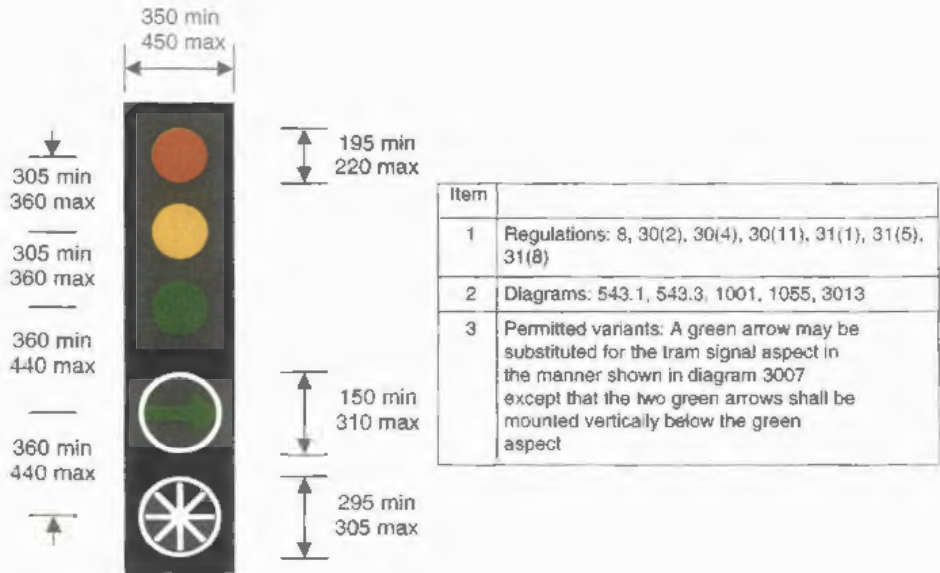 350 min
450 max
305 min
360 max
305 min
360 max
360 min
440 max
360 min
440 max
195 min
220 max
150 min
310 max
295 min
305 max
Item
1 Regulations: 8, 30(2), 30(4), 30(11), 31(1), 31(5),
31(8)
2 Diagrams: 543.1, 543.3, 1001, 1055, 3013
3 Permitted variants: A green arrow may be
substituted for the tram signal aspect in
the manner shown in diagram 3007
except that the two green arrows shall be
mounted vertically below the green
aspect